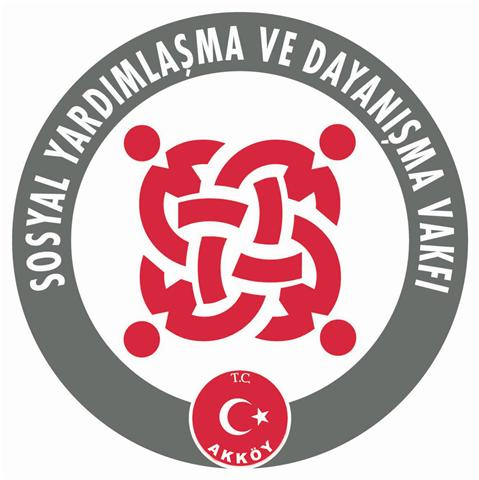 SOSYAL YARDIMLAŞMA VE DAYANIŞMA VAKFI
T.C.
AKKÖY